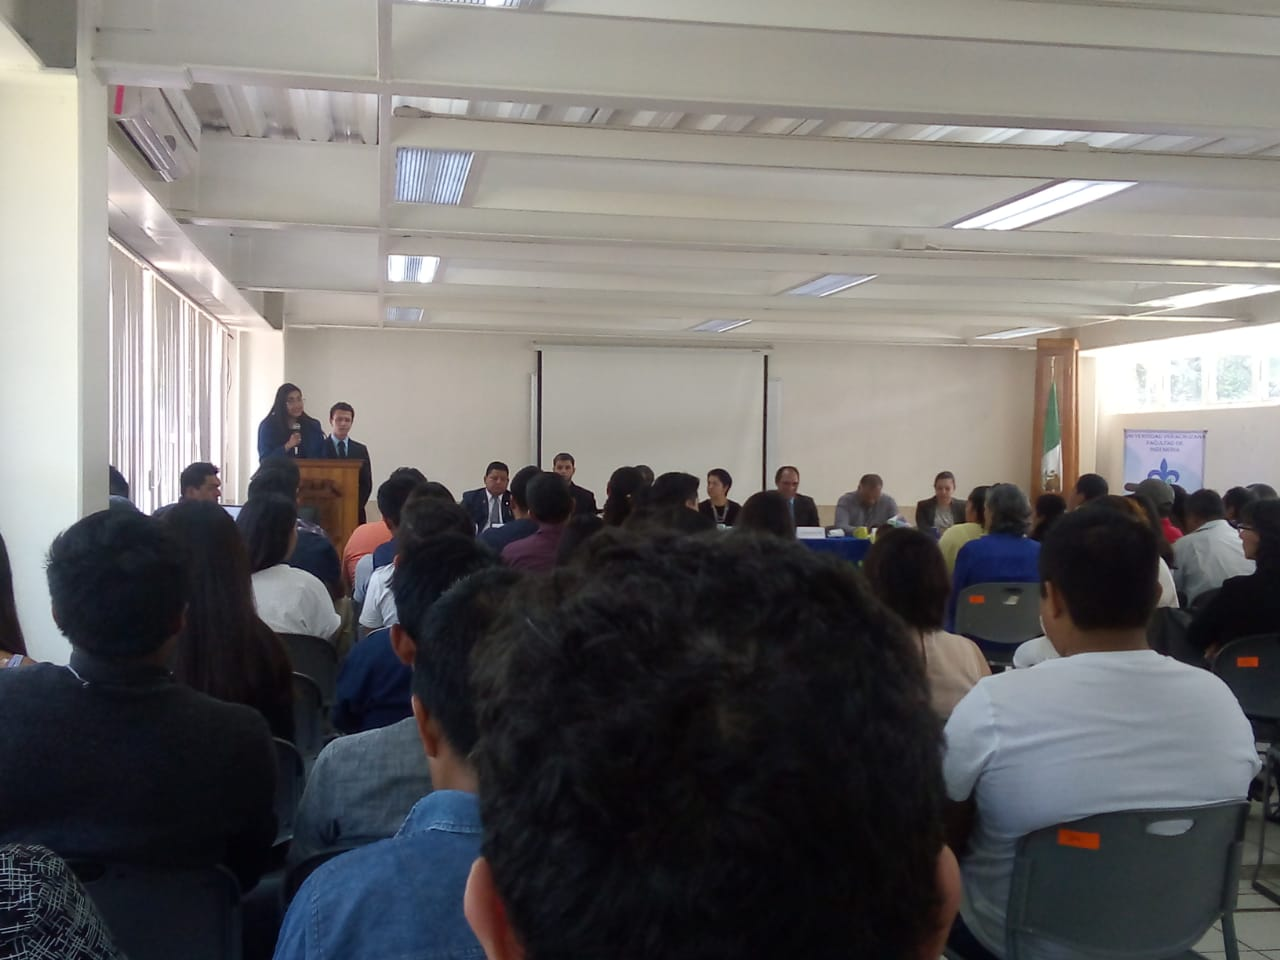 UNIVERSIDAD VERACRUZANA
FACULTAD DE
INGENIERIA